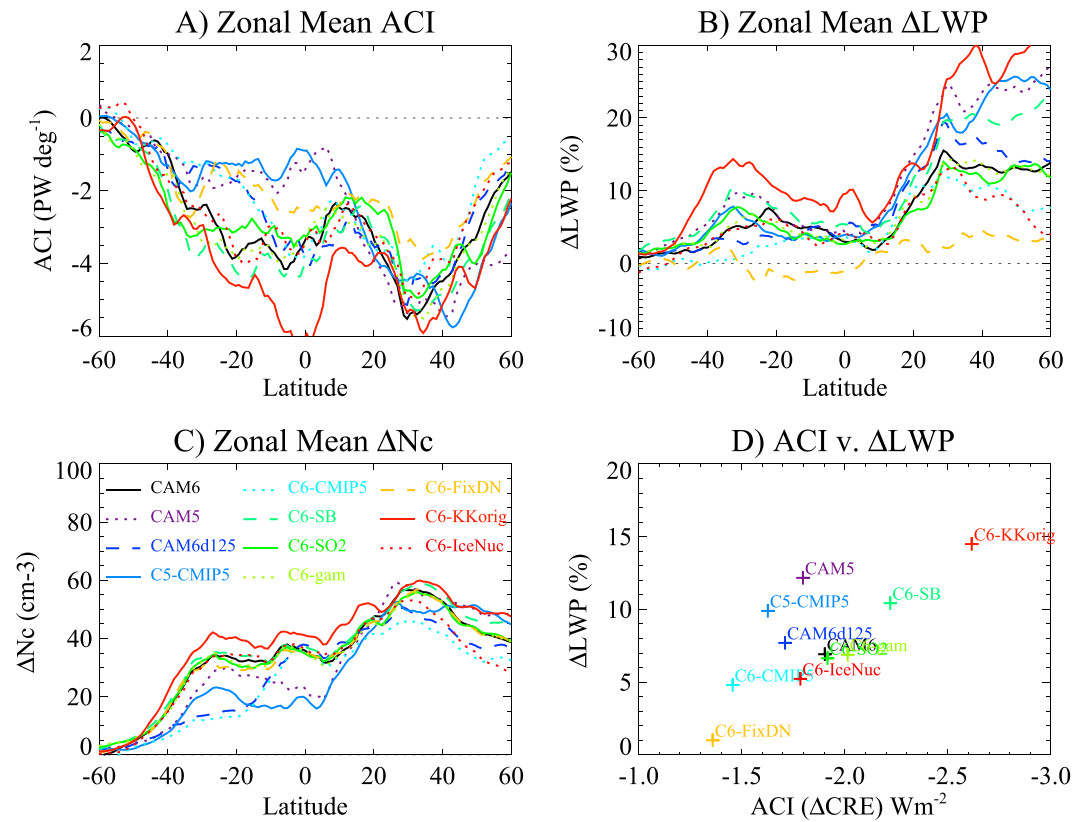 A) Zonal Mean ACI
ACI (PW deg⁻¹)
2
0
-2
-4
-6
-60 -40 -20 0 20 40 60
Latitude
B) Zonal Mean ΔLWP
ΔLWP (%)
30
20
10
0
-10
-60 -40 -20 0 20 40 60
Latitude
C) Zonal Mean ΔNc
ΔNc (cm-3)
100
80
60
40
20
0
CAM6 C6-CMIP5 C6-FixDN
CAM5 C6-SB C6-KKorig
CAM6d125 C6-SO2 C6-IceNuc
C5-CMIP5 C6-gam
-60 -40 -20 0 20 40 60
Latitude
D) ACI v. ΔLWP
ΔLWP (%)
20
15
10
5
0
C6-KKorig
CAM5
C6-SB
C5-CMIP5
CAM6d125
CAM6
C6-gam
C6-SO2
C6-IceNuc
C6-CMIP5
C6-FixDN
-1.0 -1.5 -2.0 -2.5 -3.0
ACI (ΔCRE) Wm⁻²